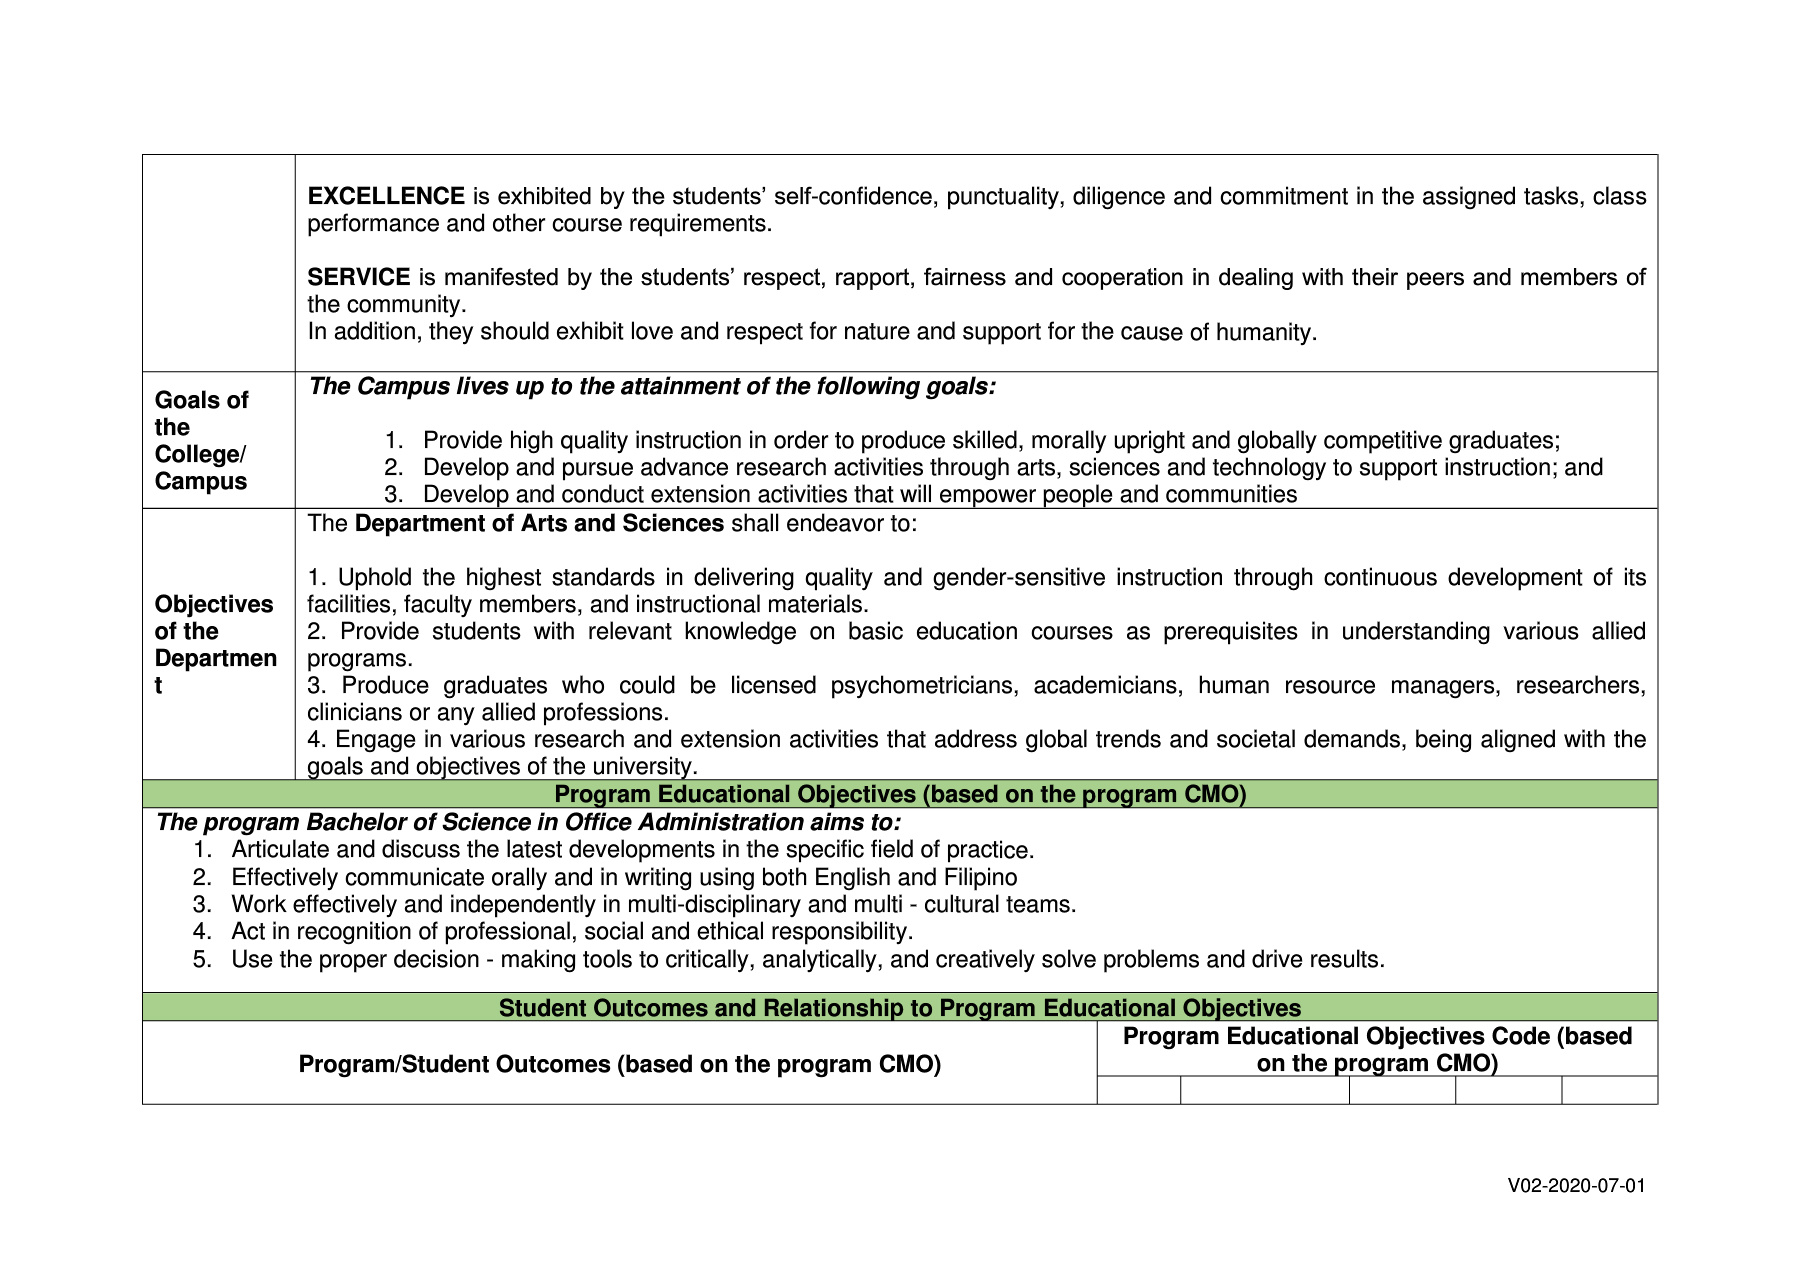 EXCELLENCE is exhibited by the students’ self-confidence, punctuality, diligence and commitment in the assigned tasks, class
performance and other course requirements.
SERVICE is manifested by the students’ respect, rapport, fairness and cooperation in dealing with their peers and members of
the community.
In addition, they should exhibit love and respect for nature and support for the cause of humanity.
Goals of
the
College/
Campus
The Campus lives up to the attainment of the following goals:
1. Provide high quality instruction in order to produce skilled, morally upright and globally competitive graduates;
2. Develop and pursue advance research activities through arts, sciences and technology to support instruction; and
3. Develop and conduct extension activities that will empower people and communities
Objectives
of the
Departmen
t
The Department of Arts and Sciences shall endeavor to:
1. Uphold the highest standards in delivering quality and gender-sensitive instruction through continuous development of its
facilities, faculty members, and instructional materials.
2. Provide students with relevant knowledge on basic education courses as prerequisites in understanding various allied
programs.
3. Produce graduates who could be licensed psychometricians, academicians, human resource managers, researchers,
clinicians or any allied professions.
4. Engage in various research and extension activities that address global trends and societal demands, being aligned with the
goals and objectives of the university.
Program Educational Objectives (based on the program CMO)
The program Bachelor of Science in Office Administration aims to:
1. Articulate and discuss the latest developments in the specific field of practice.
2. Effectively communicate orally and in writing using both English and Filipino
3. Work effectively and independently in multi-disciplinary and multi - cultural teams.
4. Act in recognition of professional, social and ethical responsibility.
5. Use the proper decision - making tools to critically, analytically, and creatively solve problems and drive results.
Student Outcomes and Relationship to Program Educational Objectives
Program/Student Outcomes (based on the program CMO)
Program Educational Objectives Code (based
on the program CMO)
V02-2020-07-01